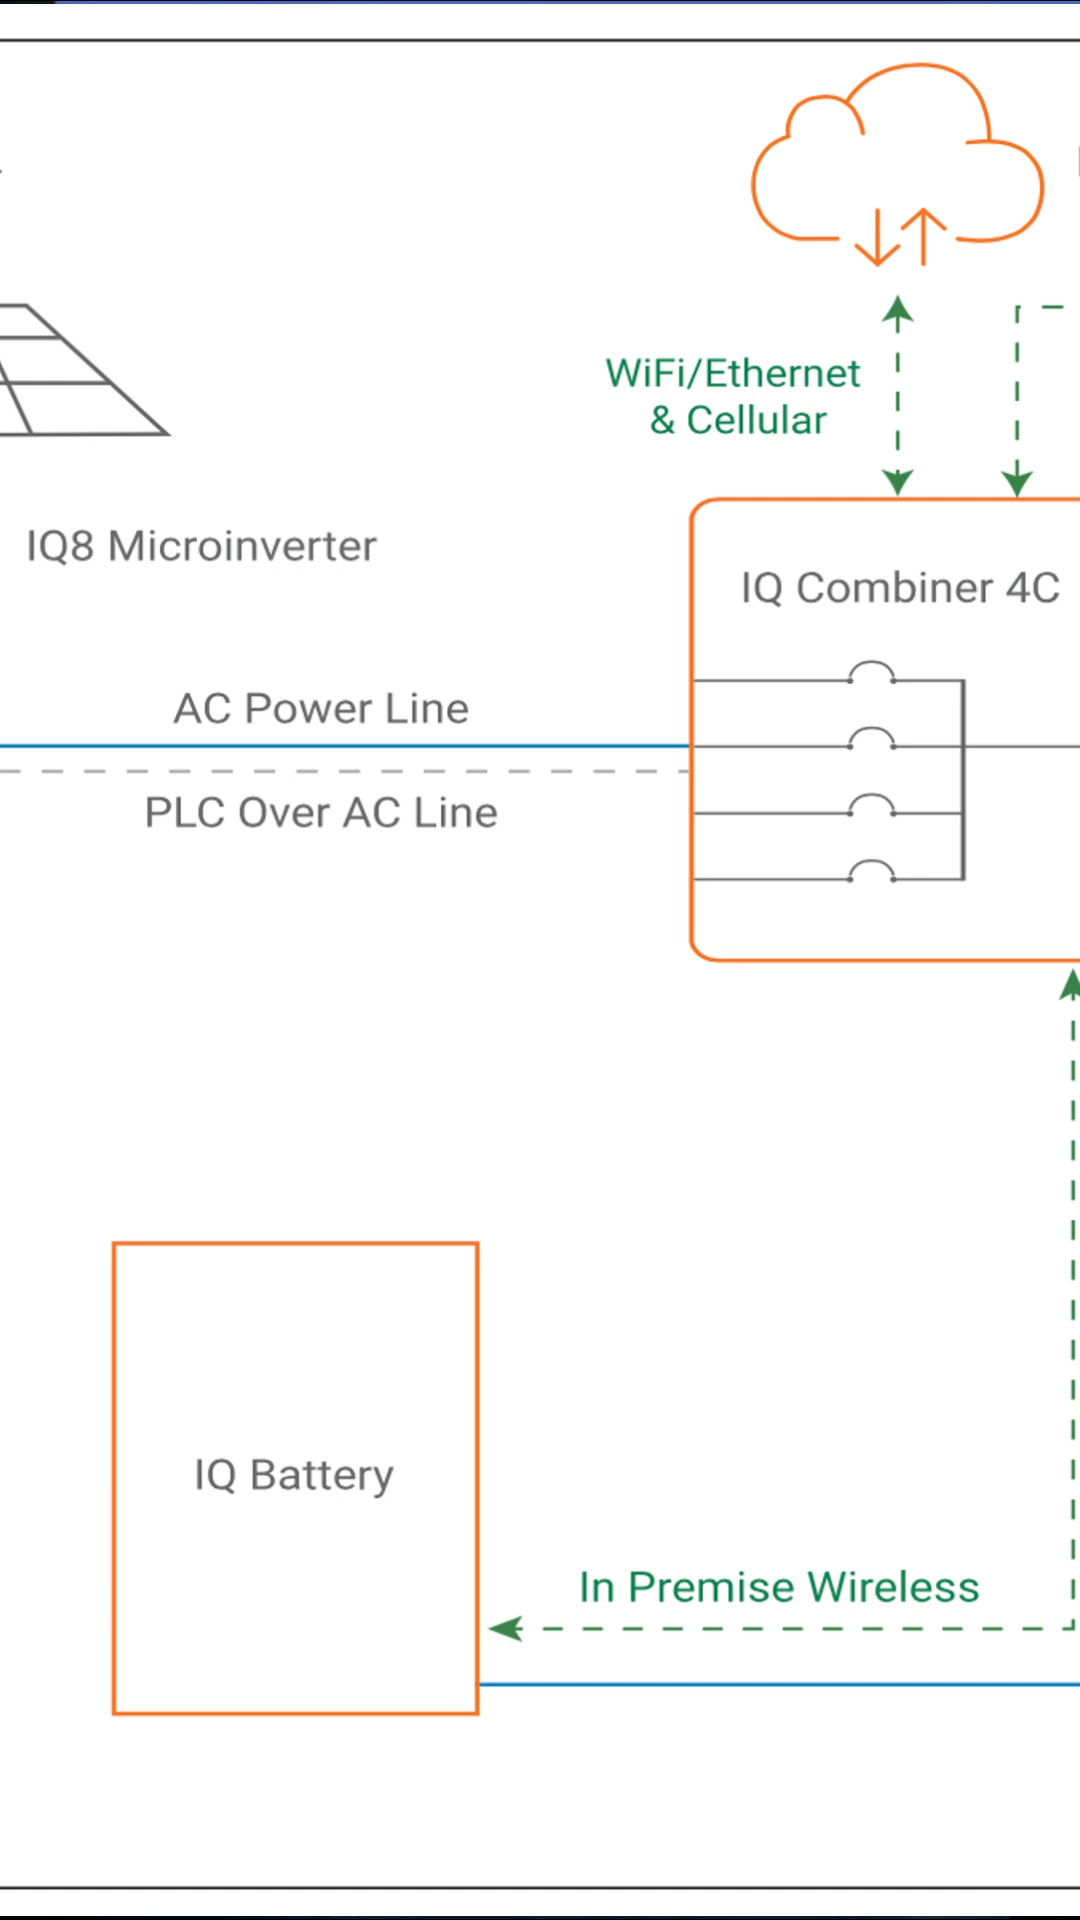 WiFi/Ethernet
& Cellular
IQ8 Microinverter
IQ Combiner 4C
AC Power Line
PLC Over AC Line
IQ Battery
In Premise Wireless